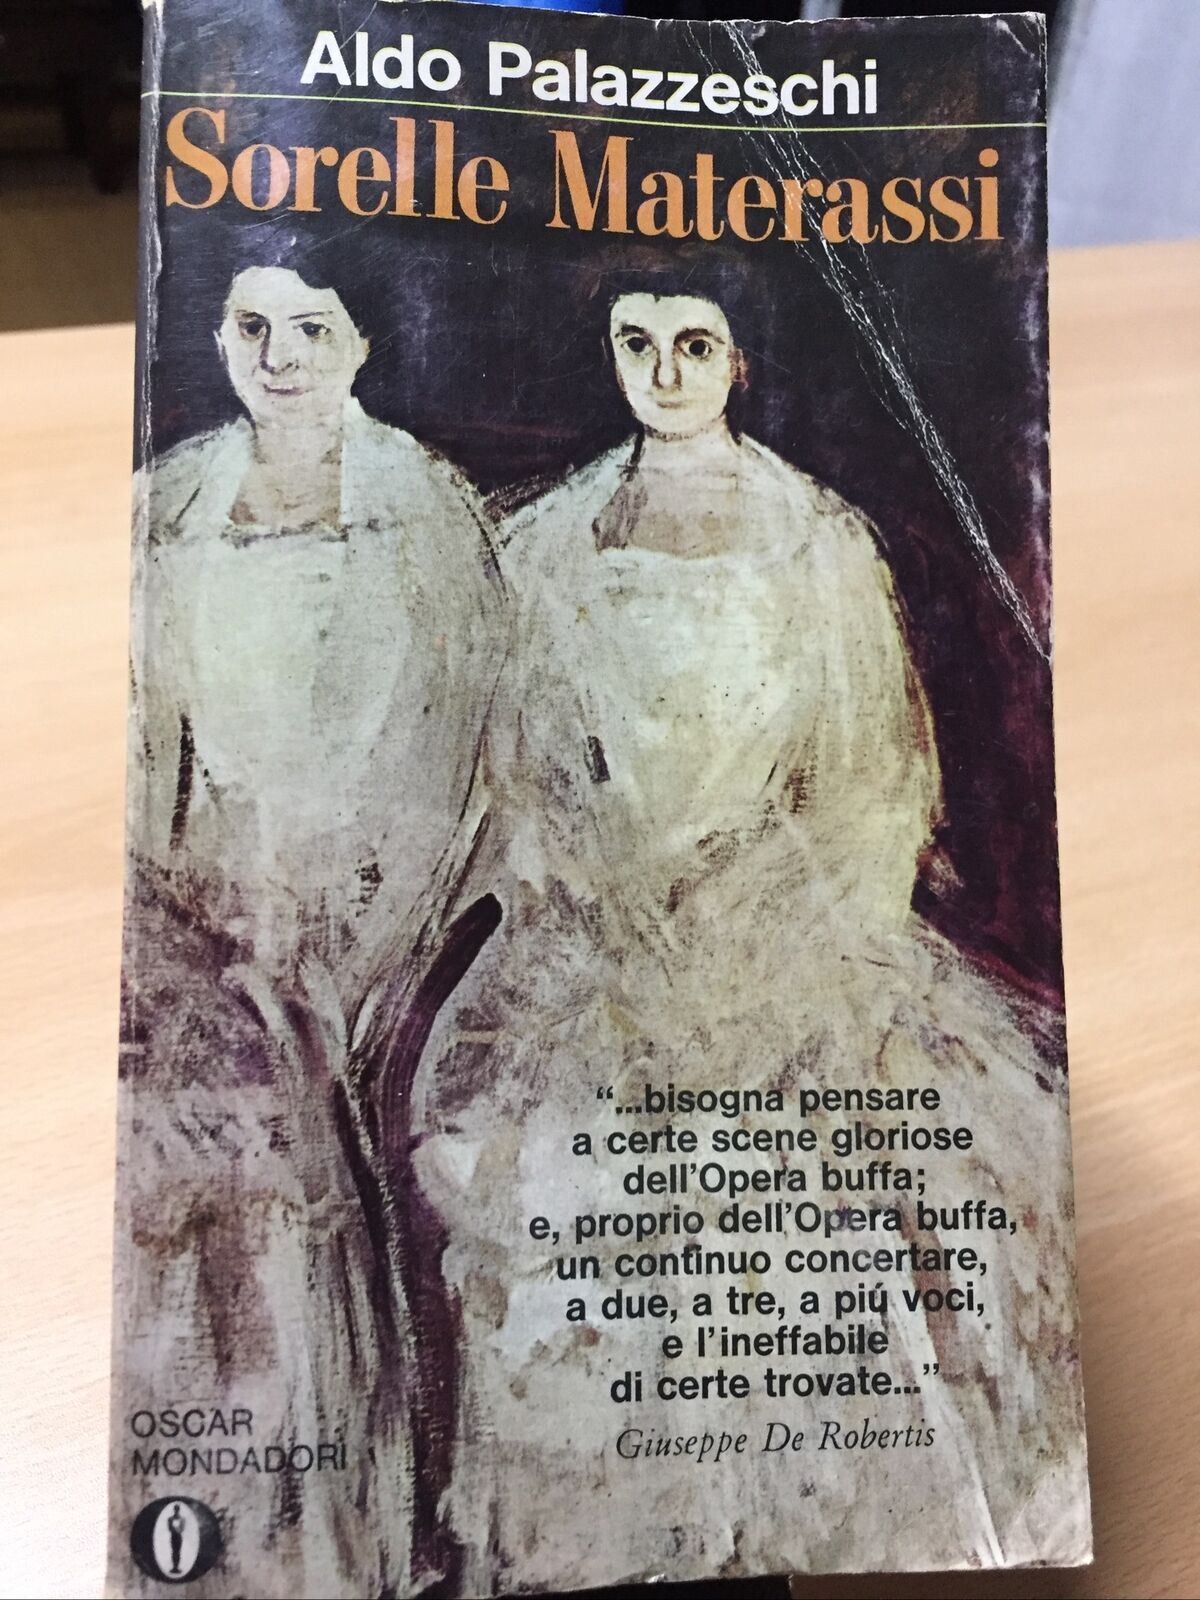 Aldo Palazzeschi
Sorelle Materassi
“...bisogna pensare
a certe scene gloriose
dell’Opera buffa;
e, proprio dell’Opera buffa,
un continuo concertare,
a due, a tre, a piú voci,
e l’ineffabile
di certe trovate...”
Giuseppe De Robertis
OSCAR
MONDADORI